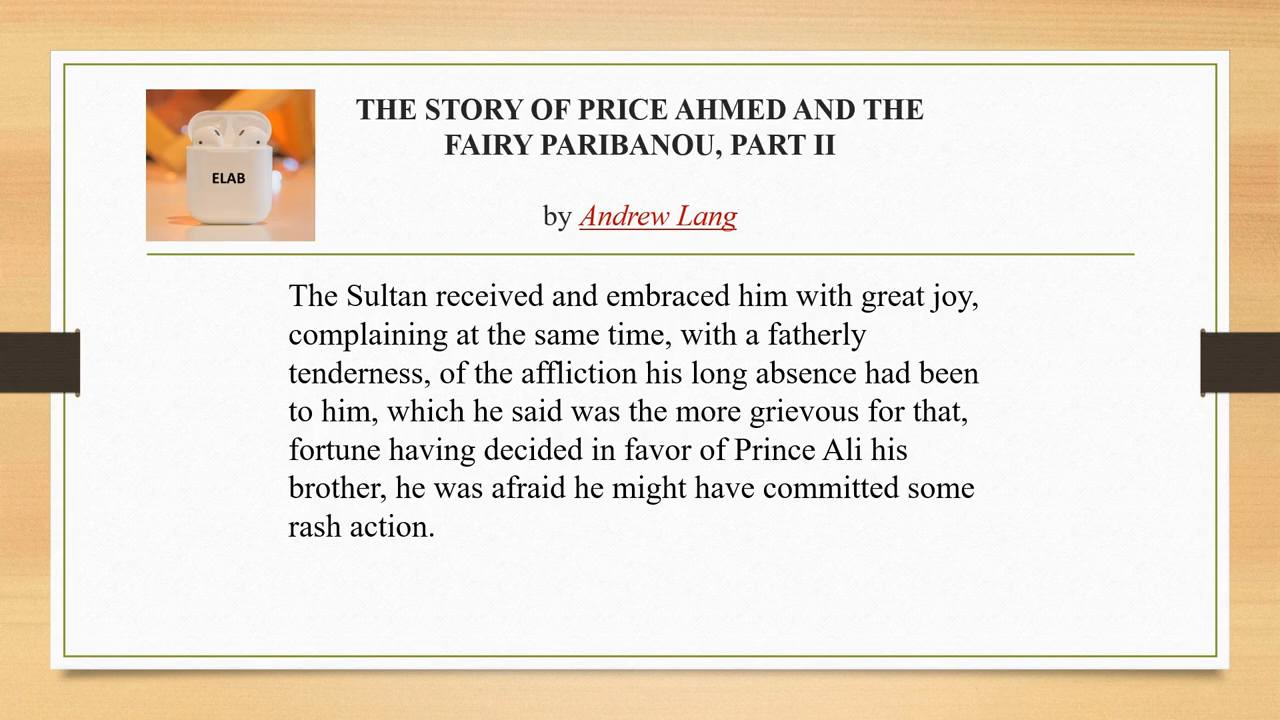 ELAB
THE STORY OF PRICE AHMED AND THE
FAIRY PARIBANOU, PART II
by Andrew Lang
The Sultan received and embraced him with great joy,
complaining at the same time, with a fatherly
tenderness, of the affliction his long absence had been
to him, which he said was the more grievous for that,
fortune having decided in favor of Prince Ali his
brother, he was afraid he might have committed some
rash action.